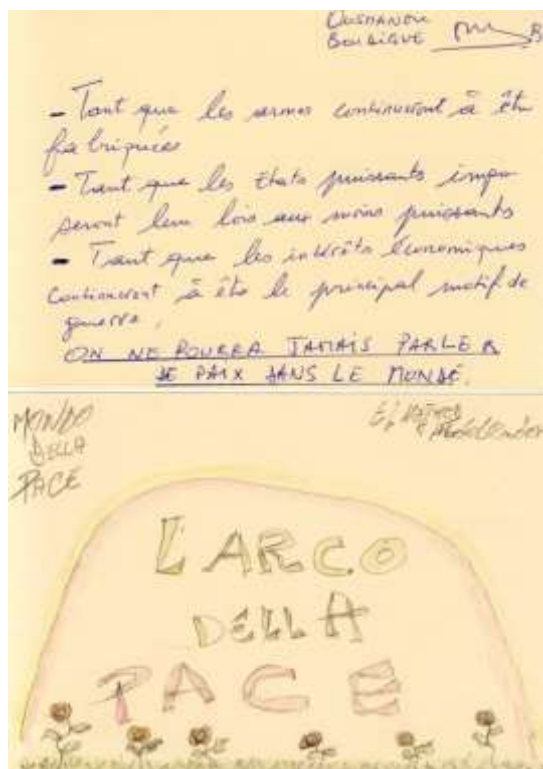 OUSMANOU
- Tant que les armes continueront à être
fabriquées
- Tant que les États puissants impo
seront leur lois aux moins puissants
- Tant que les intérêts économiques
continueront à être le principal motif de
guerre,
ON NE POURRA JAMAIS PARLER
DE PAIX DANS LE MONDE.
MONDO
DELLA
PACE
L'ARCO
DELLA
PACE